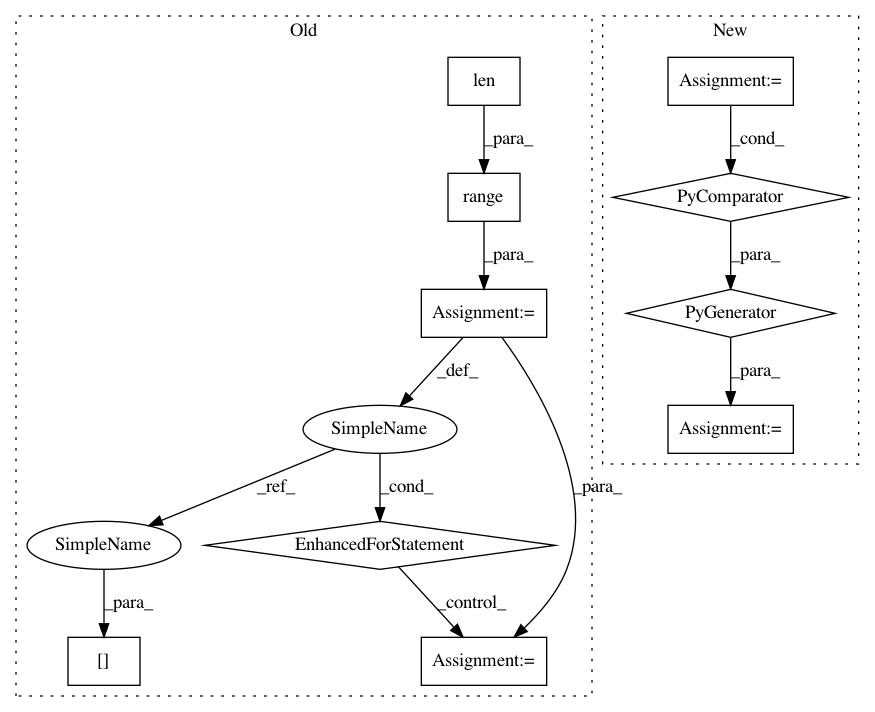 Old
New
len
Assignment:=
_para_
_cond_
range
PyComparator
_para_
_para_
Assignment:=
PyGenerator
_def_
_para_
SimpleName
Assignment:=
_ref_
_cond_
_para_
SimpleName
EnhancedForStatement
_para_
_control_
[]
Assignment:=